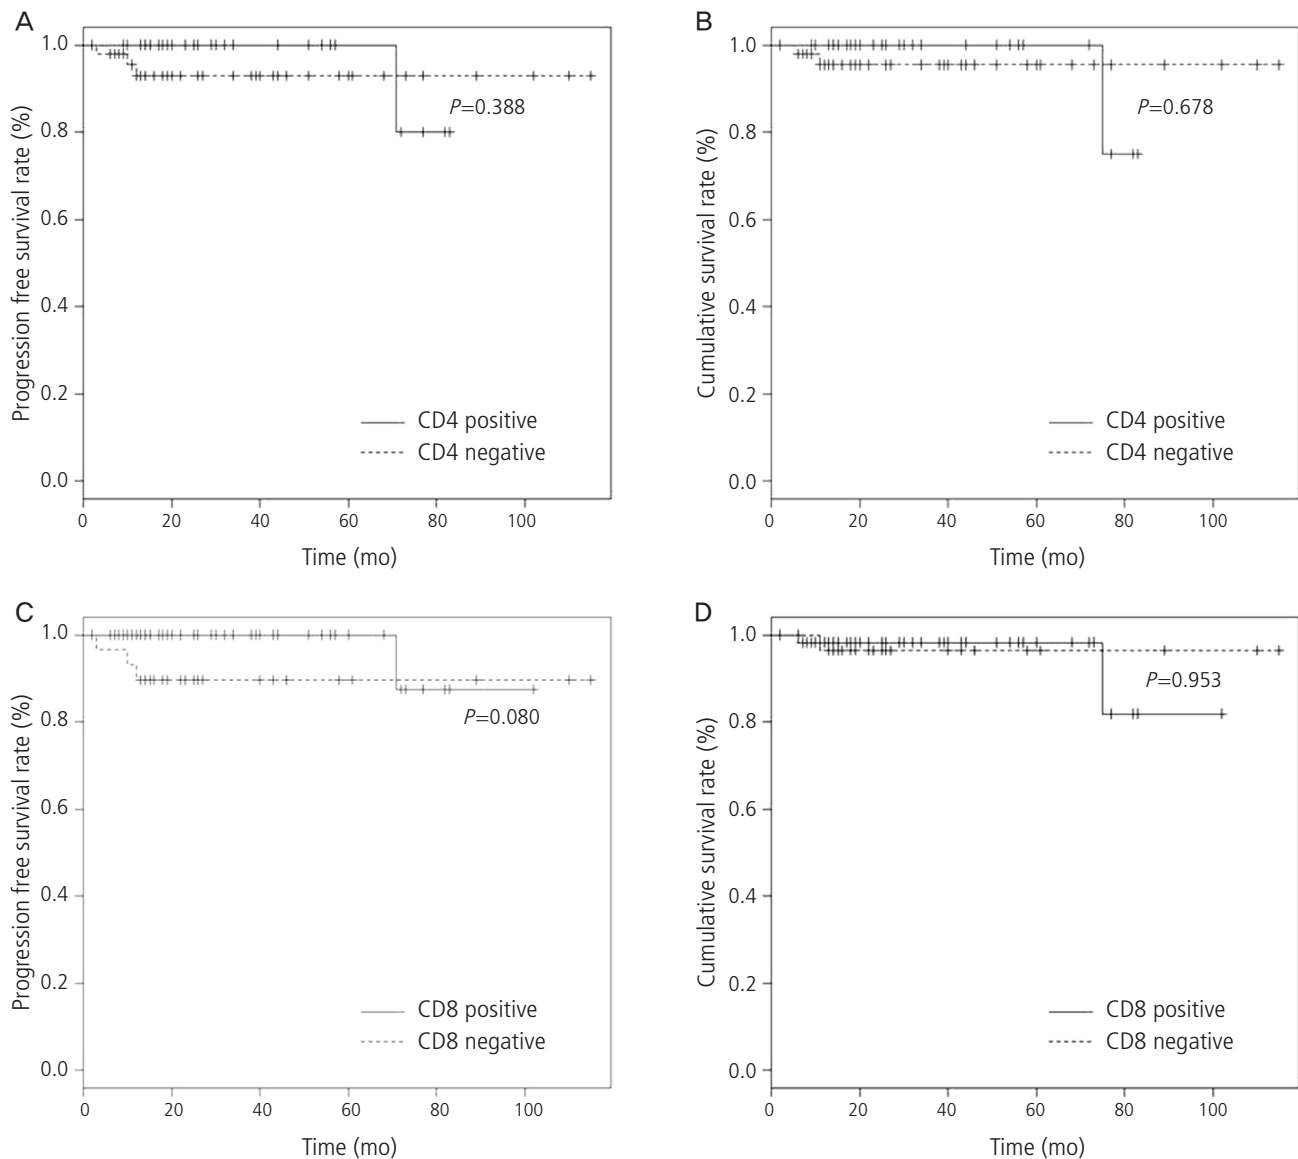 A
Progression free survival rate (%)
1.0
0.8
0.6
0.4
0.2
0.0
P=0.388
CD4 positive
CD4 negative
0 20 40 60 80 100
Time (mo)
B
Cumulative survival rate (%)
1.0
0.8
0.6
0.4
0.2
0.0
P=0.678
CD4 positive
CD4 negative
0 20 40 60 80 100
Time (mo)
C
Progression free survival rate (%)
1.0
0.8
0.6
0.4
0.2
0.0
P=0.080
CD8 positive
CD8 negative
0 20 40 60 80 100
Time (mo)
D
Cumulative survival rate (%)
1.0
0.8
0.6
0.4
0.2
0.0
P=0.953
CD8 positive
CD8 negative
0 20 40 60 80 100
Time (mo)